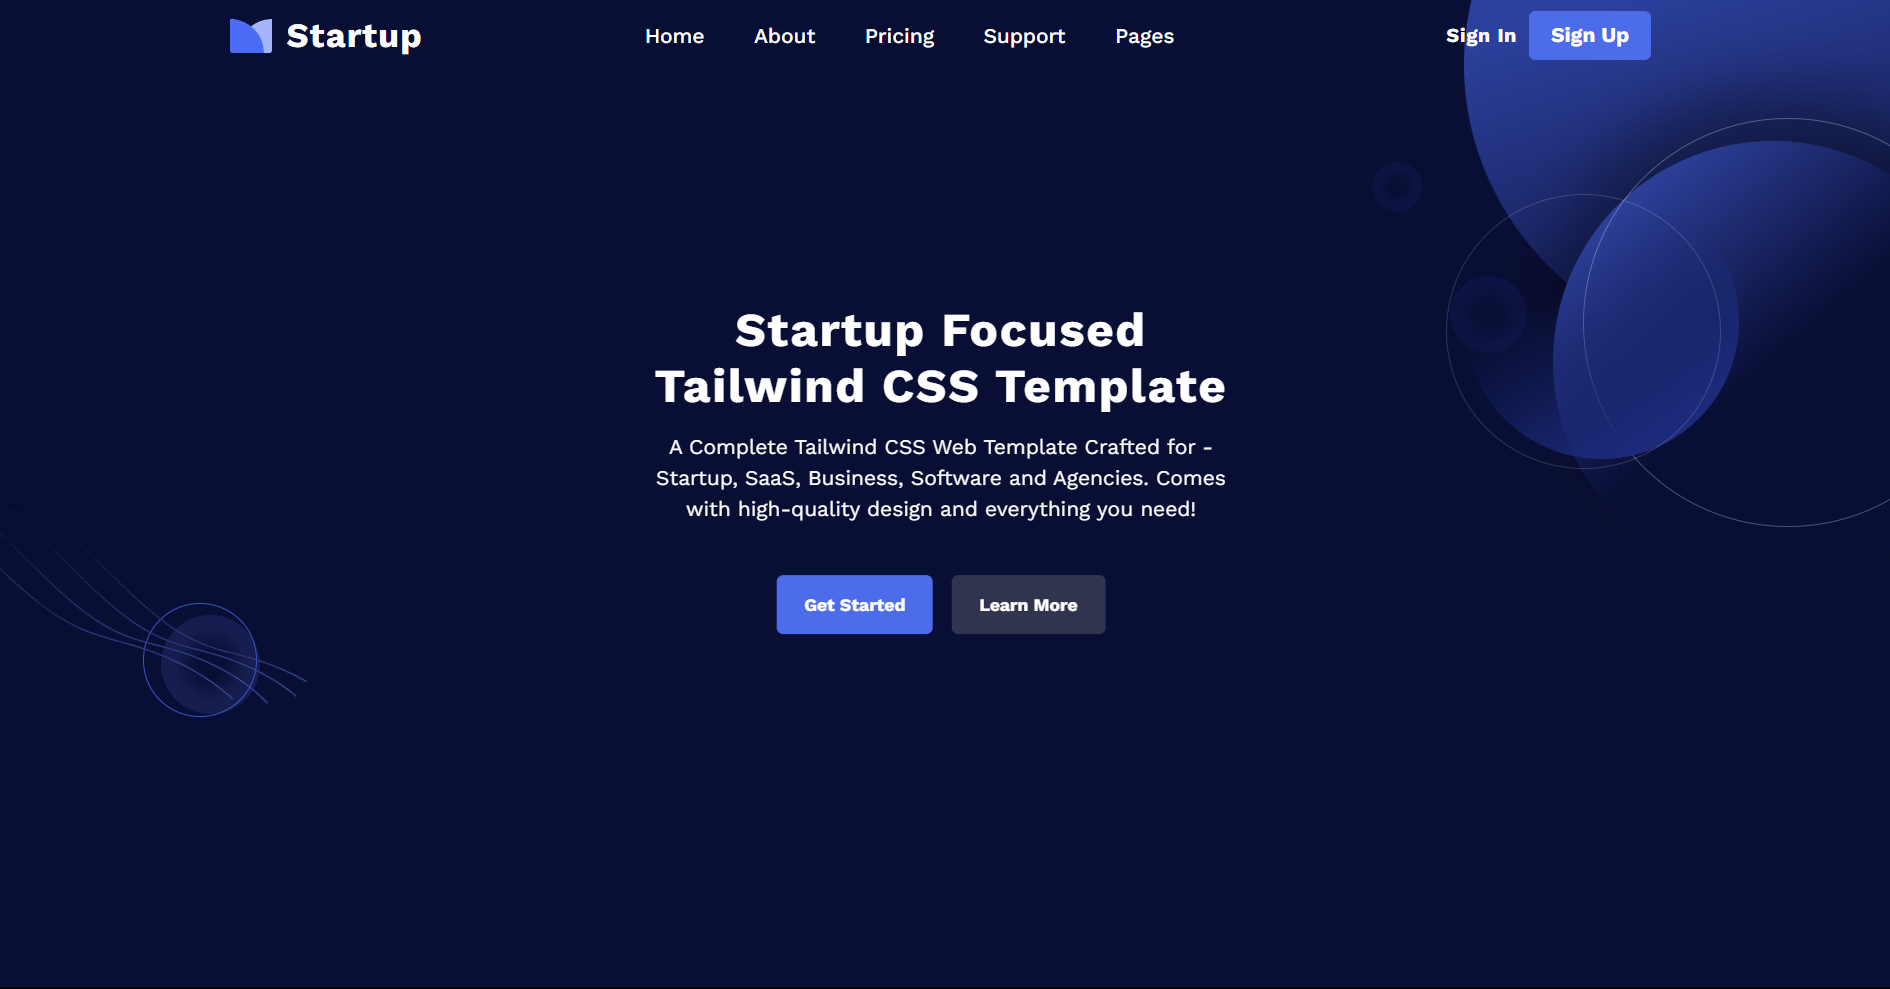 Startup
Home About Pricing Support Pages
Sign In Sign Up
Startup Focused
Tailwind CSS Template
A Complete Tailwind CSS Web Template Crafted for -
Startup, SaaS, Business, Software and Agencies. Comes
with high-quality design and everything you need!
Get Started Learn More